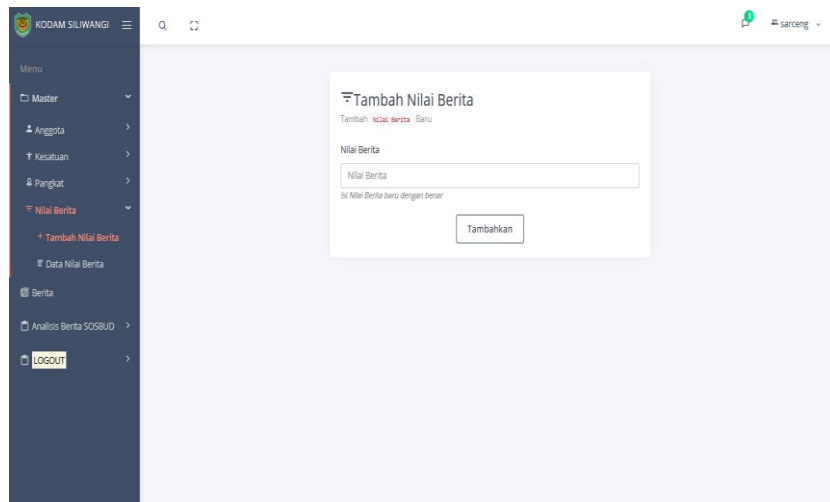 KODAM SILIWANGI
3
sarceng
Menu
Master
Anggota
Kesatuan
Pangkat
Nilai Berita
+ Tambah Nilai Berita
Data Nilai Berita
Berita
Analisis Berita SOSBUD
LOGOUT
Tambah Nilai Berita
Tambah Nilai Berita Baru
Nilai Berita
Nilai Berita
Isi Nilai Berita baru dengan benar
Tambahkan